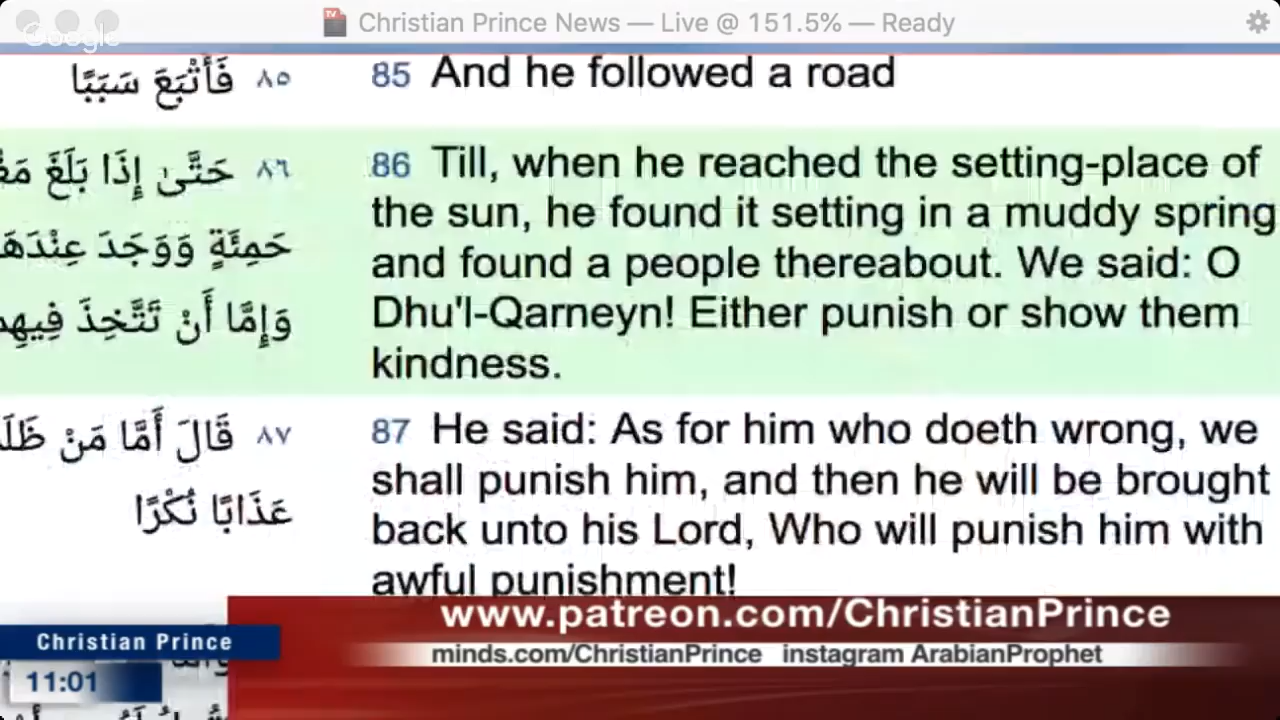 Christian Prince News — Live @ 151.5% — Ready
Google
85 And he followed a road
٨٥ فَأَتْبَعَ سَبَبًا
86 Till, when he reached the setting-place of
the sun, he found it setting in a muddy spring
and found a people thereabout. We said: O
Dhu'l-Qarneyn! Either punish or show them
kindness.
٨٦ حَتَّىٰ إِذَا بَلَغَ
حَمِئَةٍ وَوَجَدَ
وَإِمَّا أَنْ تَتَّخِذَ
87 He said: As for him who doeth wrong, we
shall punish him, and then he will be brought
back unto his Lord, Who will punish him with
awful punishment!
٨٧ قَالَ أَمَّا مَنْ
عَذَابًا نُكْرًا
www.patreon.com/ChristianPrince
Christian Prince
minds.com/ChristianPrince instagram ArabianProphet
11:01